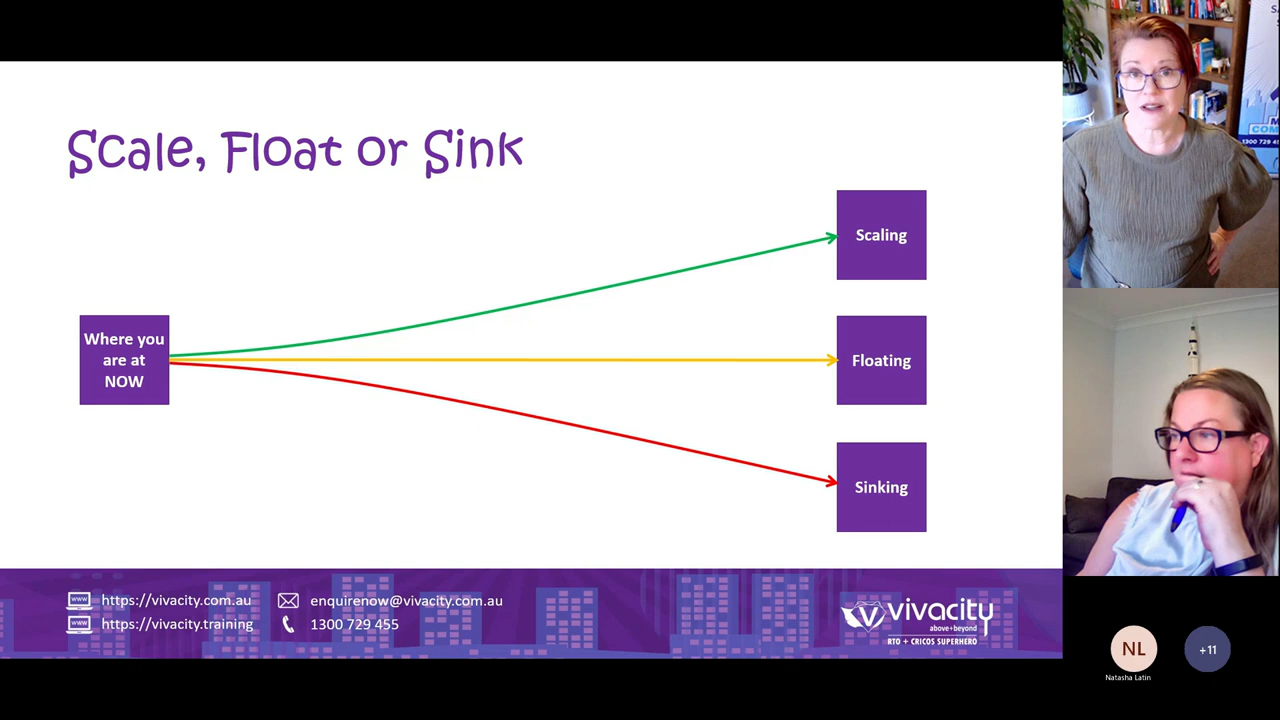 Scale, Float or Sink
Where you
are at
NOW
Scaling
Floating
Sinking
https://vivacity.com.au
https://vivacity.training
enquirenow@vivacity.com.au
1300 729 455
vivacity
above+beyond
RTO + CRICOS SUPERHERO
NL
Natasha Latin
+11